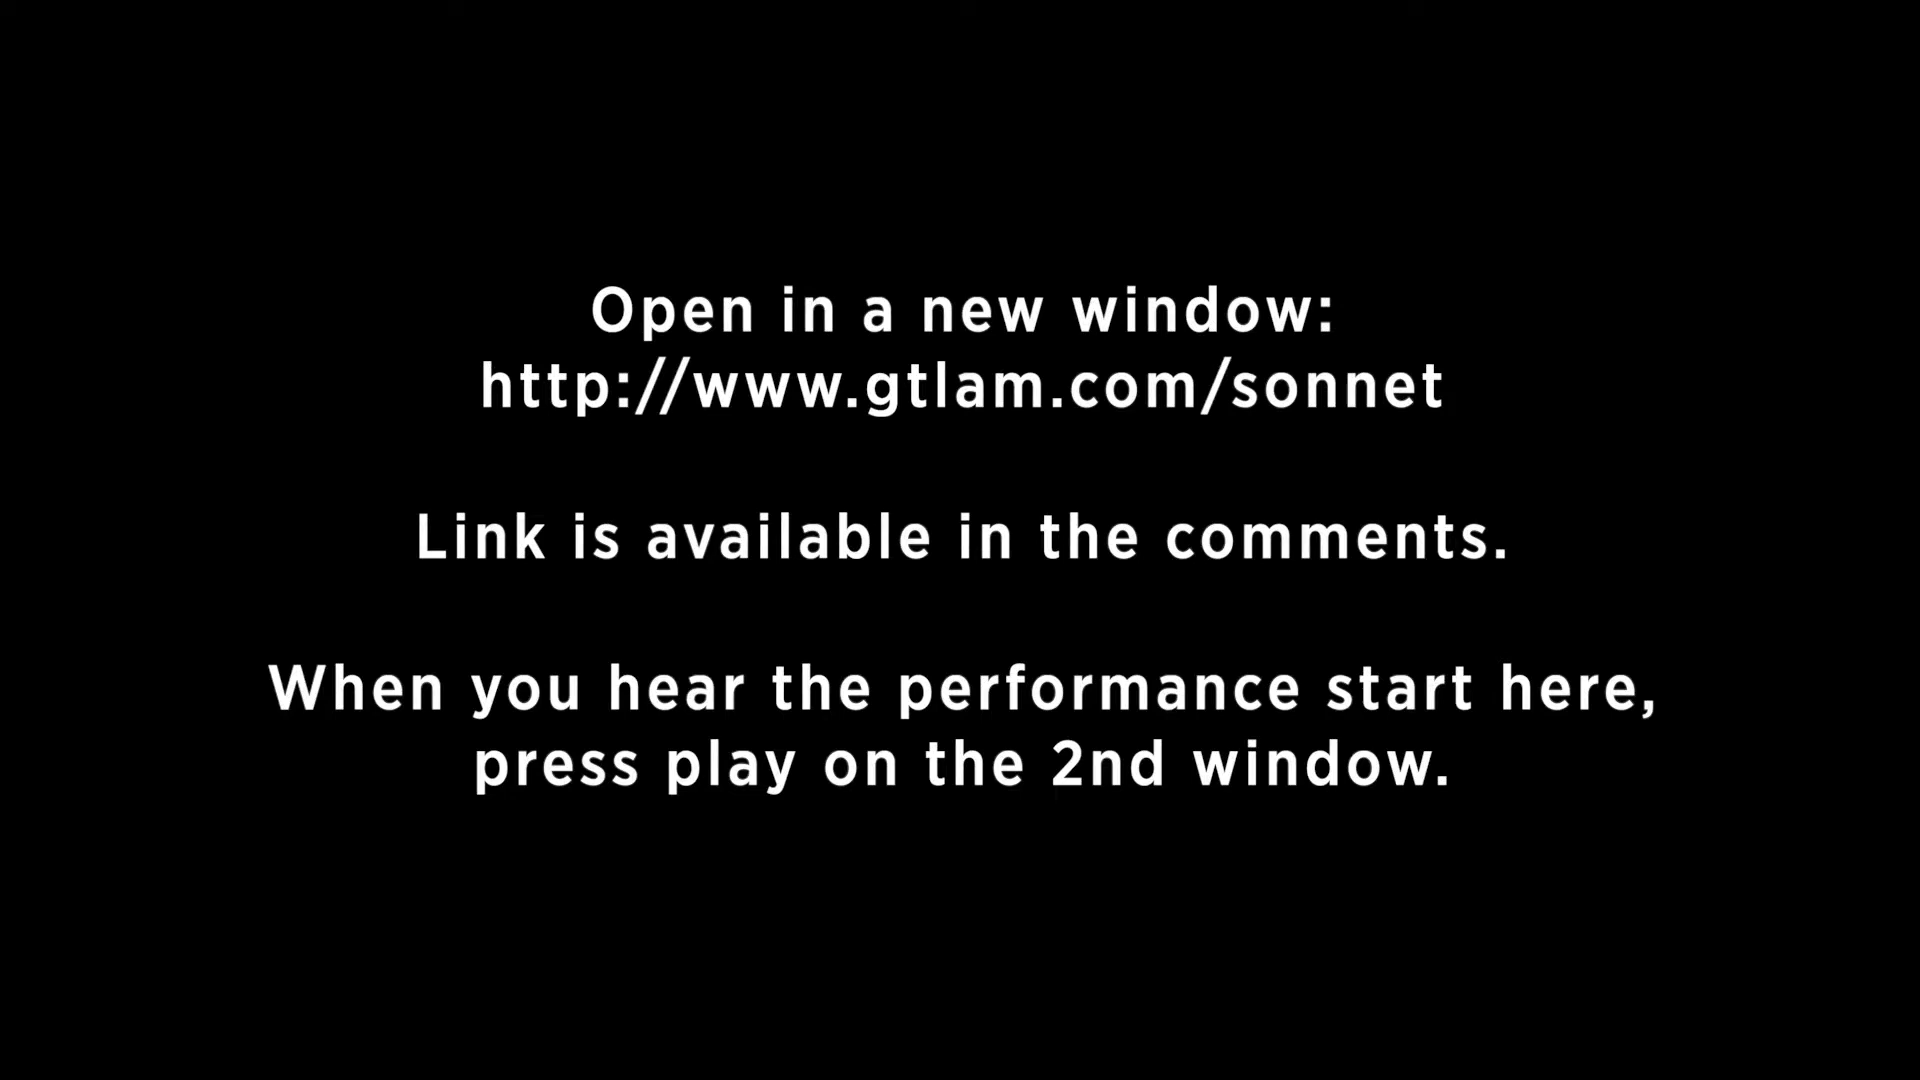 Open in a new window:
http://www.gtlam.com/sonnet
Link is available in the comments.
When you hear the performance start here,
press play on the 2nd window.